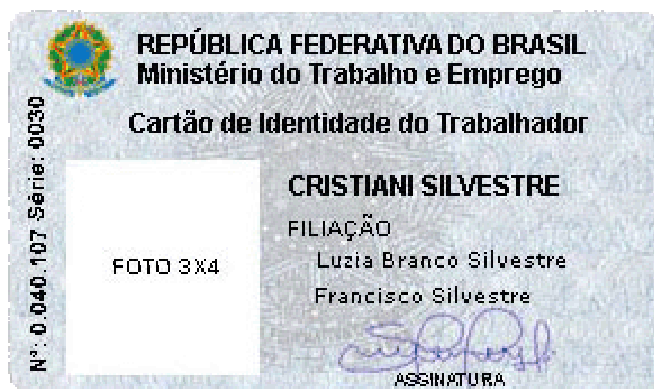 REPÚBLICA FEDERATIVA DO BRASIL
Ministério do Trabalho e Emprego
Cartão de Identidade do Trabalhador
N°: 0.040.107 Série: 0030
FOTO 3X4
CRISTIANI SILVESTRE
FILIAÇÃO
Luzia Branco Silvestre
Francisco Silvestre
ASSINATURA